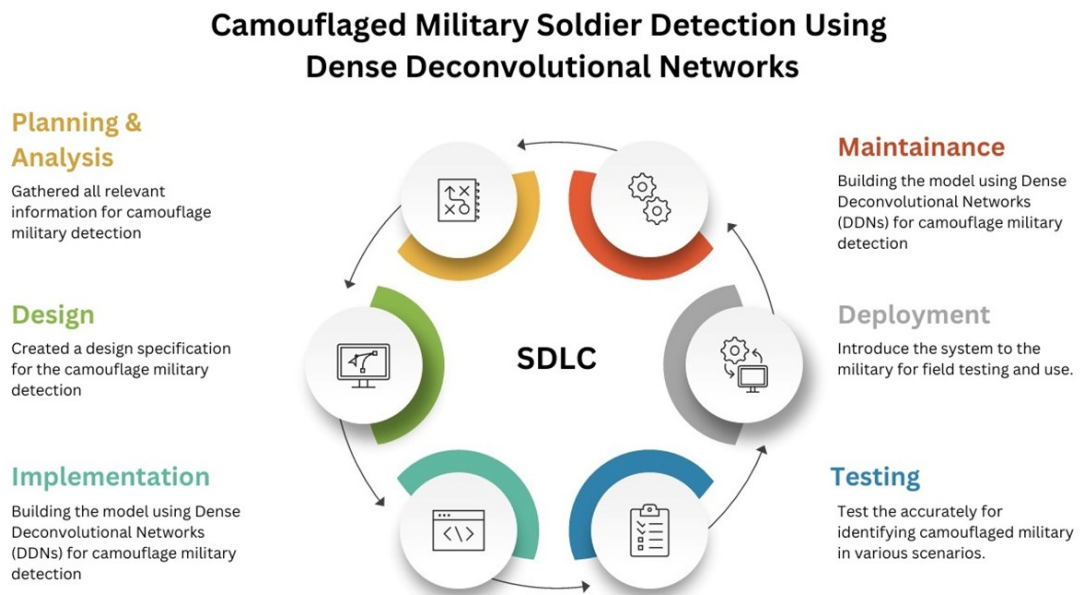 Camouflaged Military Soldier Detection Using
Dense Deconvolutional Networks
Planning &
Analysis
Gathered all relevant
information for camouflage
military detection
Design
Created a design specification
for the camouflage military
detection
Implementation
Building the model using Dense
Deconvolutional Networks
(DDNs) for camouflage military
detection
SDLC
Maintainance
Building the model using Dense
Deconvolutional Networks
(DDNs) for camouflage military
detection
Deployment
Introduce the system to the
military for field testing and use.
Testing
Test the accurately for
identifying camouflaged military
in various scenarios.